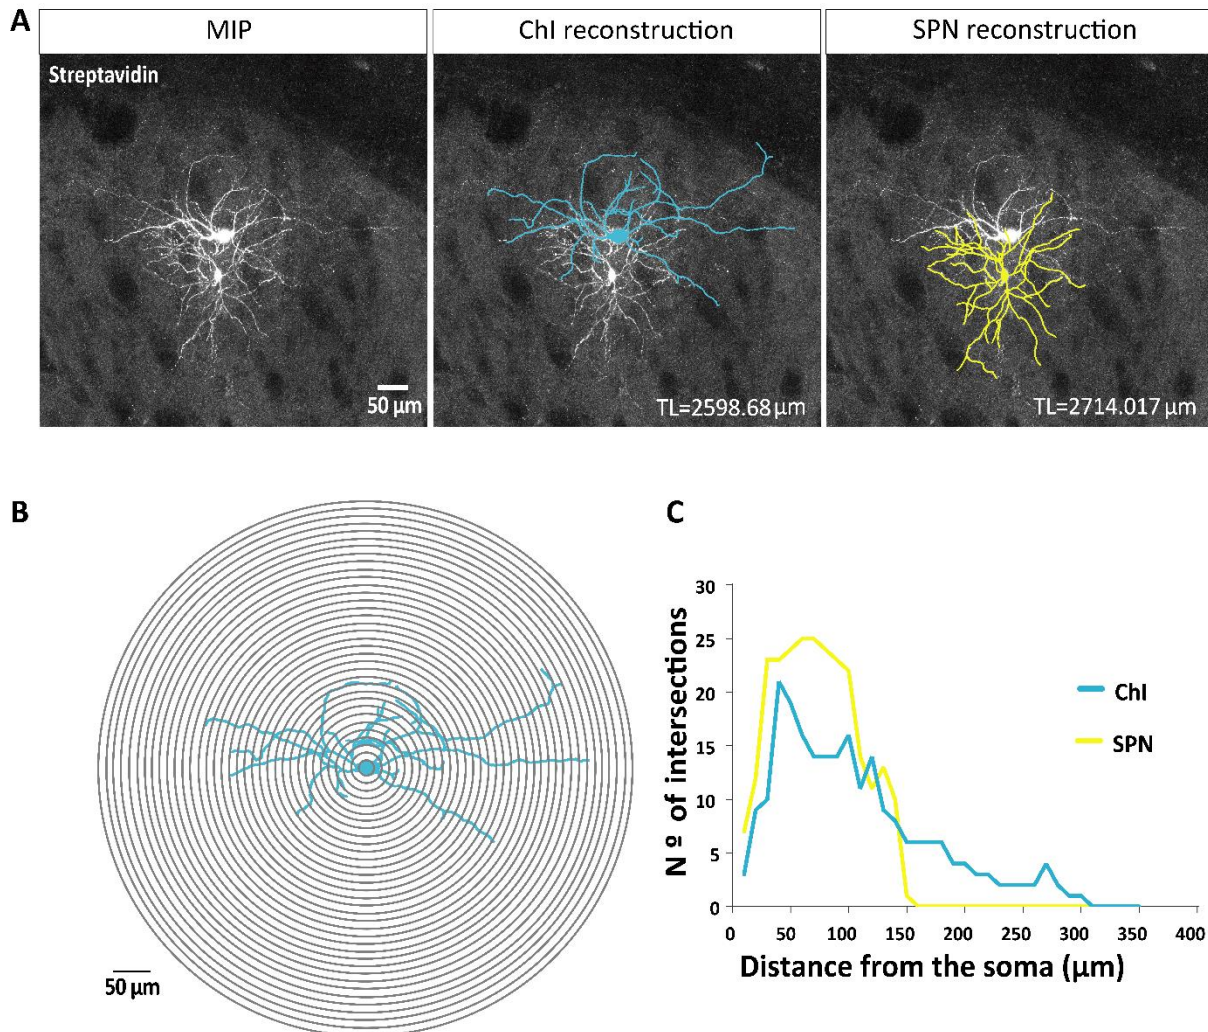 A
MIP
ChI reconstruction
SPN reconstruction
Streptavidin
50 µm
TL=2598.68 µm
TL=2714.017 µm
B
50 µm
C
Nº of intersections
30
25
20
15
10
5
0
0 50 100 150 200 250 300 350 400
Distance from the soma (µm)
ChI
SPN